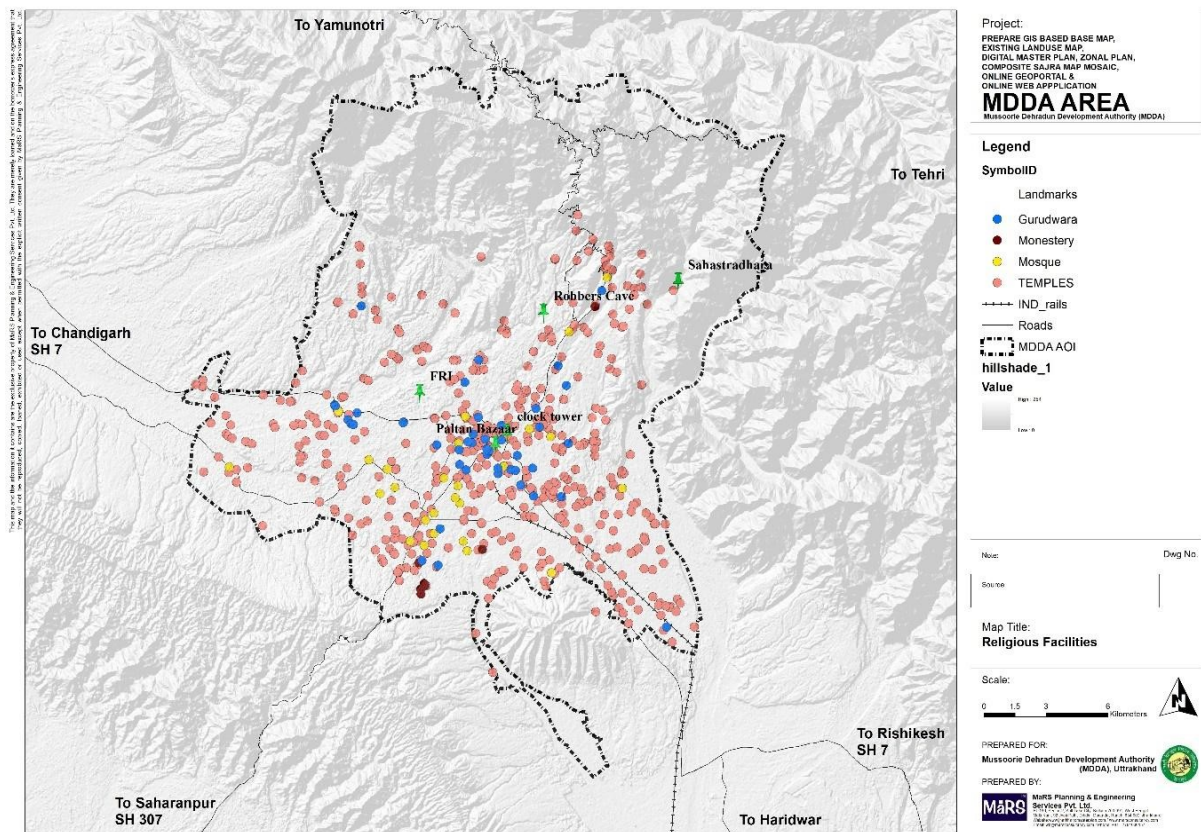 To Yamunotri
To Tehri
Sahastradhara
Robbers Cave
To Chandigarh
SH 7
FRI
clock tower
Paltan Bazaar
To Rishikesh
SH 7
To Saharanpur
SH 307
To Haridwar
Project:
PREPARE GIS BASED BASE MAP,
EXISTING LANDUSE MAP,
DIGITAL MASTER PLAN, ZONAL PLAN,
COMPOSITE SAJRA MAP MOSAIC,
ONLINE GEOPORTAL &
ONLINE WEB APPPLICATION
MDDA AREA
Mussoorie Dehradun Development Authority (MDDA)
Legend
SymbolID
Landmarks
Gurudwara
Monestery
Mosque
TEMPLES
IND_rails
Roads
MDDA AOI
hillshade_1
Value
High : 254
Low : 0
Note:
Dwg No.
Source:
Map Title:
Religious Facilities
Scale:
0 1.5 3 6
Kilometers
N
PREPARED FOR:
Mussoorie Dehradun Development Authority
(MDDA), Uttrakhand
PREPARED BY:
MaRS
MaRS Planning & Engineering
Services Pvt. Ltd.